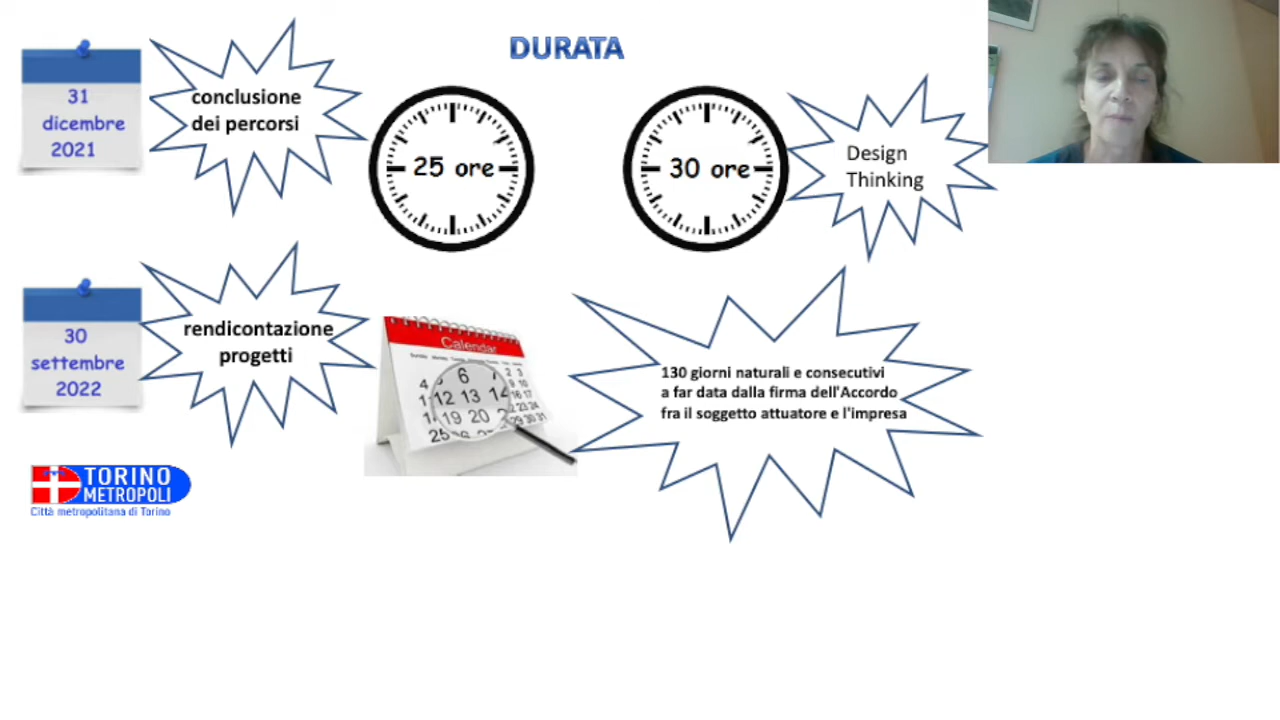 DURATA
31
dicembre
2021
conclusione
dei percorsi
25 ore
30 ore
Design
Thinking
30
settembre
2022
rendicontazione
progetti
Calendar
130 giorni naturali e consecutivi
a far data dalla firma dell'Accordo
fra il soggetto attuatore e l'impresa
TORINO
METROPOLI
Città metropolitana di Torino